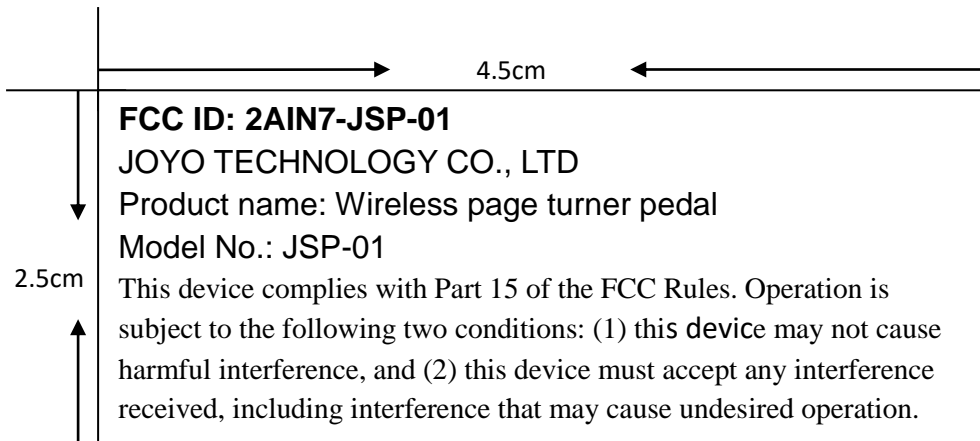 4.5cm
FCC ID: 2AIN7-JSP-01
JOYO TECHNOLOGY CO., LTD
Product name: Wireless page turner pedal
Model No.: JSP-01
2.5cm
This device complies with Part 15 of the FCC Rules. Operation is
subject to the following two conditions: (1) this device may not cause
harmful interference, and (2) this device must accept any interference
received, including interference that may cause undesired operation.